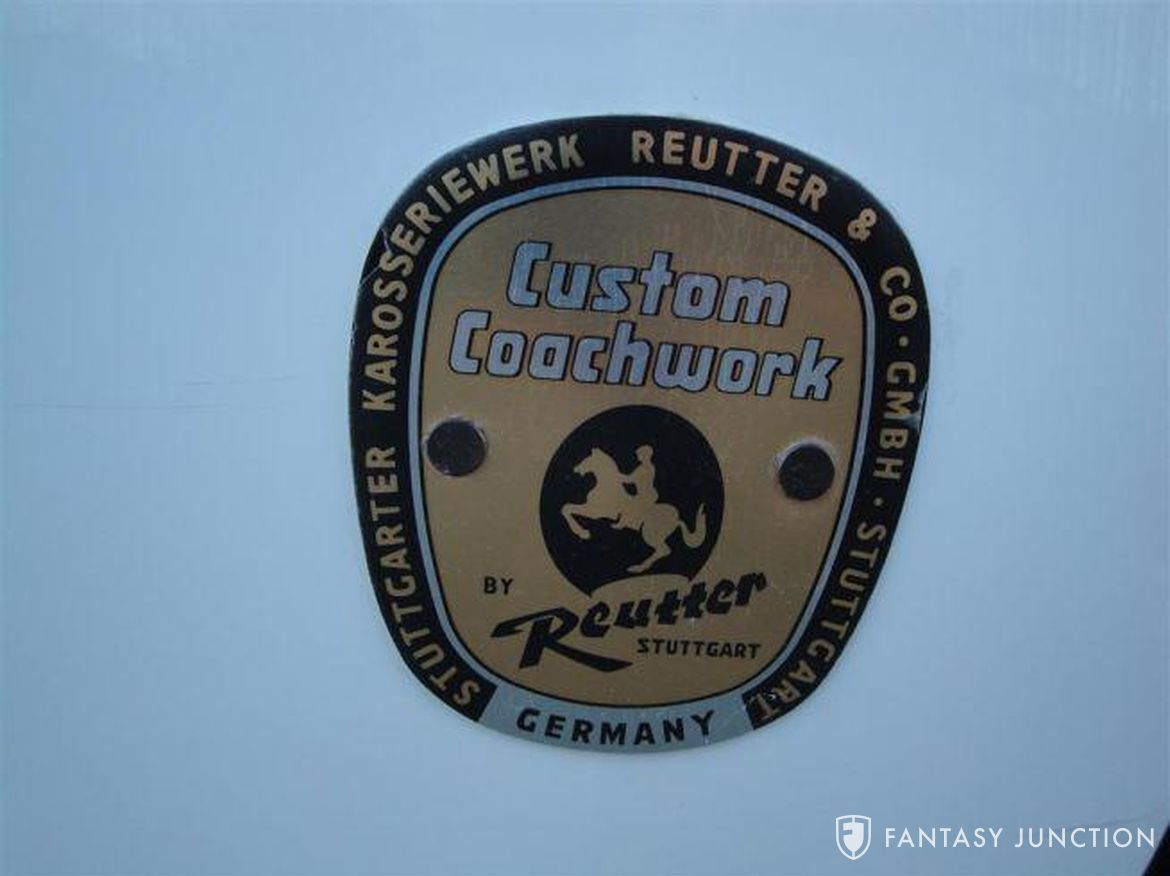 STUTTGARTER KAROSSERIEWERK REUTTER & CO · GMBH · STUTTGART
Custom
Coachwork
BY Reutter
STUTTGART
GERMANY
FANTASY JUNCTION